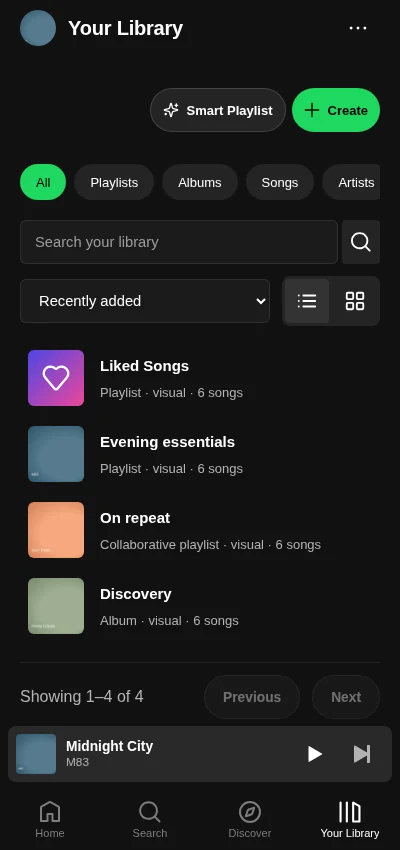 Your Library
Smart Playlist
Create
All
Playlists
Albums
Songs
Artists
Search your library
Recently added
Liked Songs
Playlist · visual · 6 songs
Evening essentials
Playlist · visual · 6 songs
On repeat
Collaborative playlist · visual · 6 songs
Discovery
Album · visual · 6 songs
Showing 1–4 of 4
Previous
Next
Midnight City
M83
Home
Search
Discover
Your Library